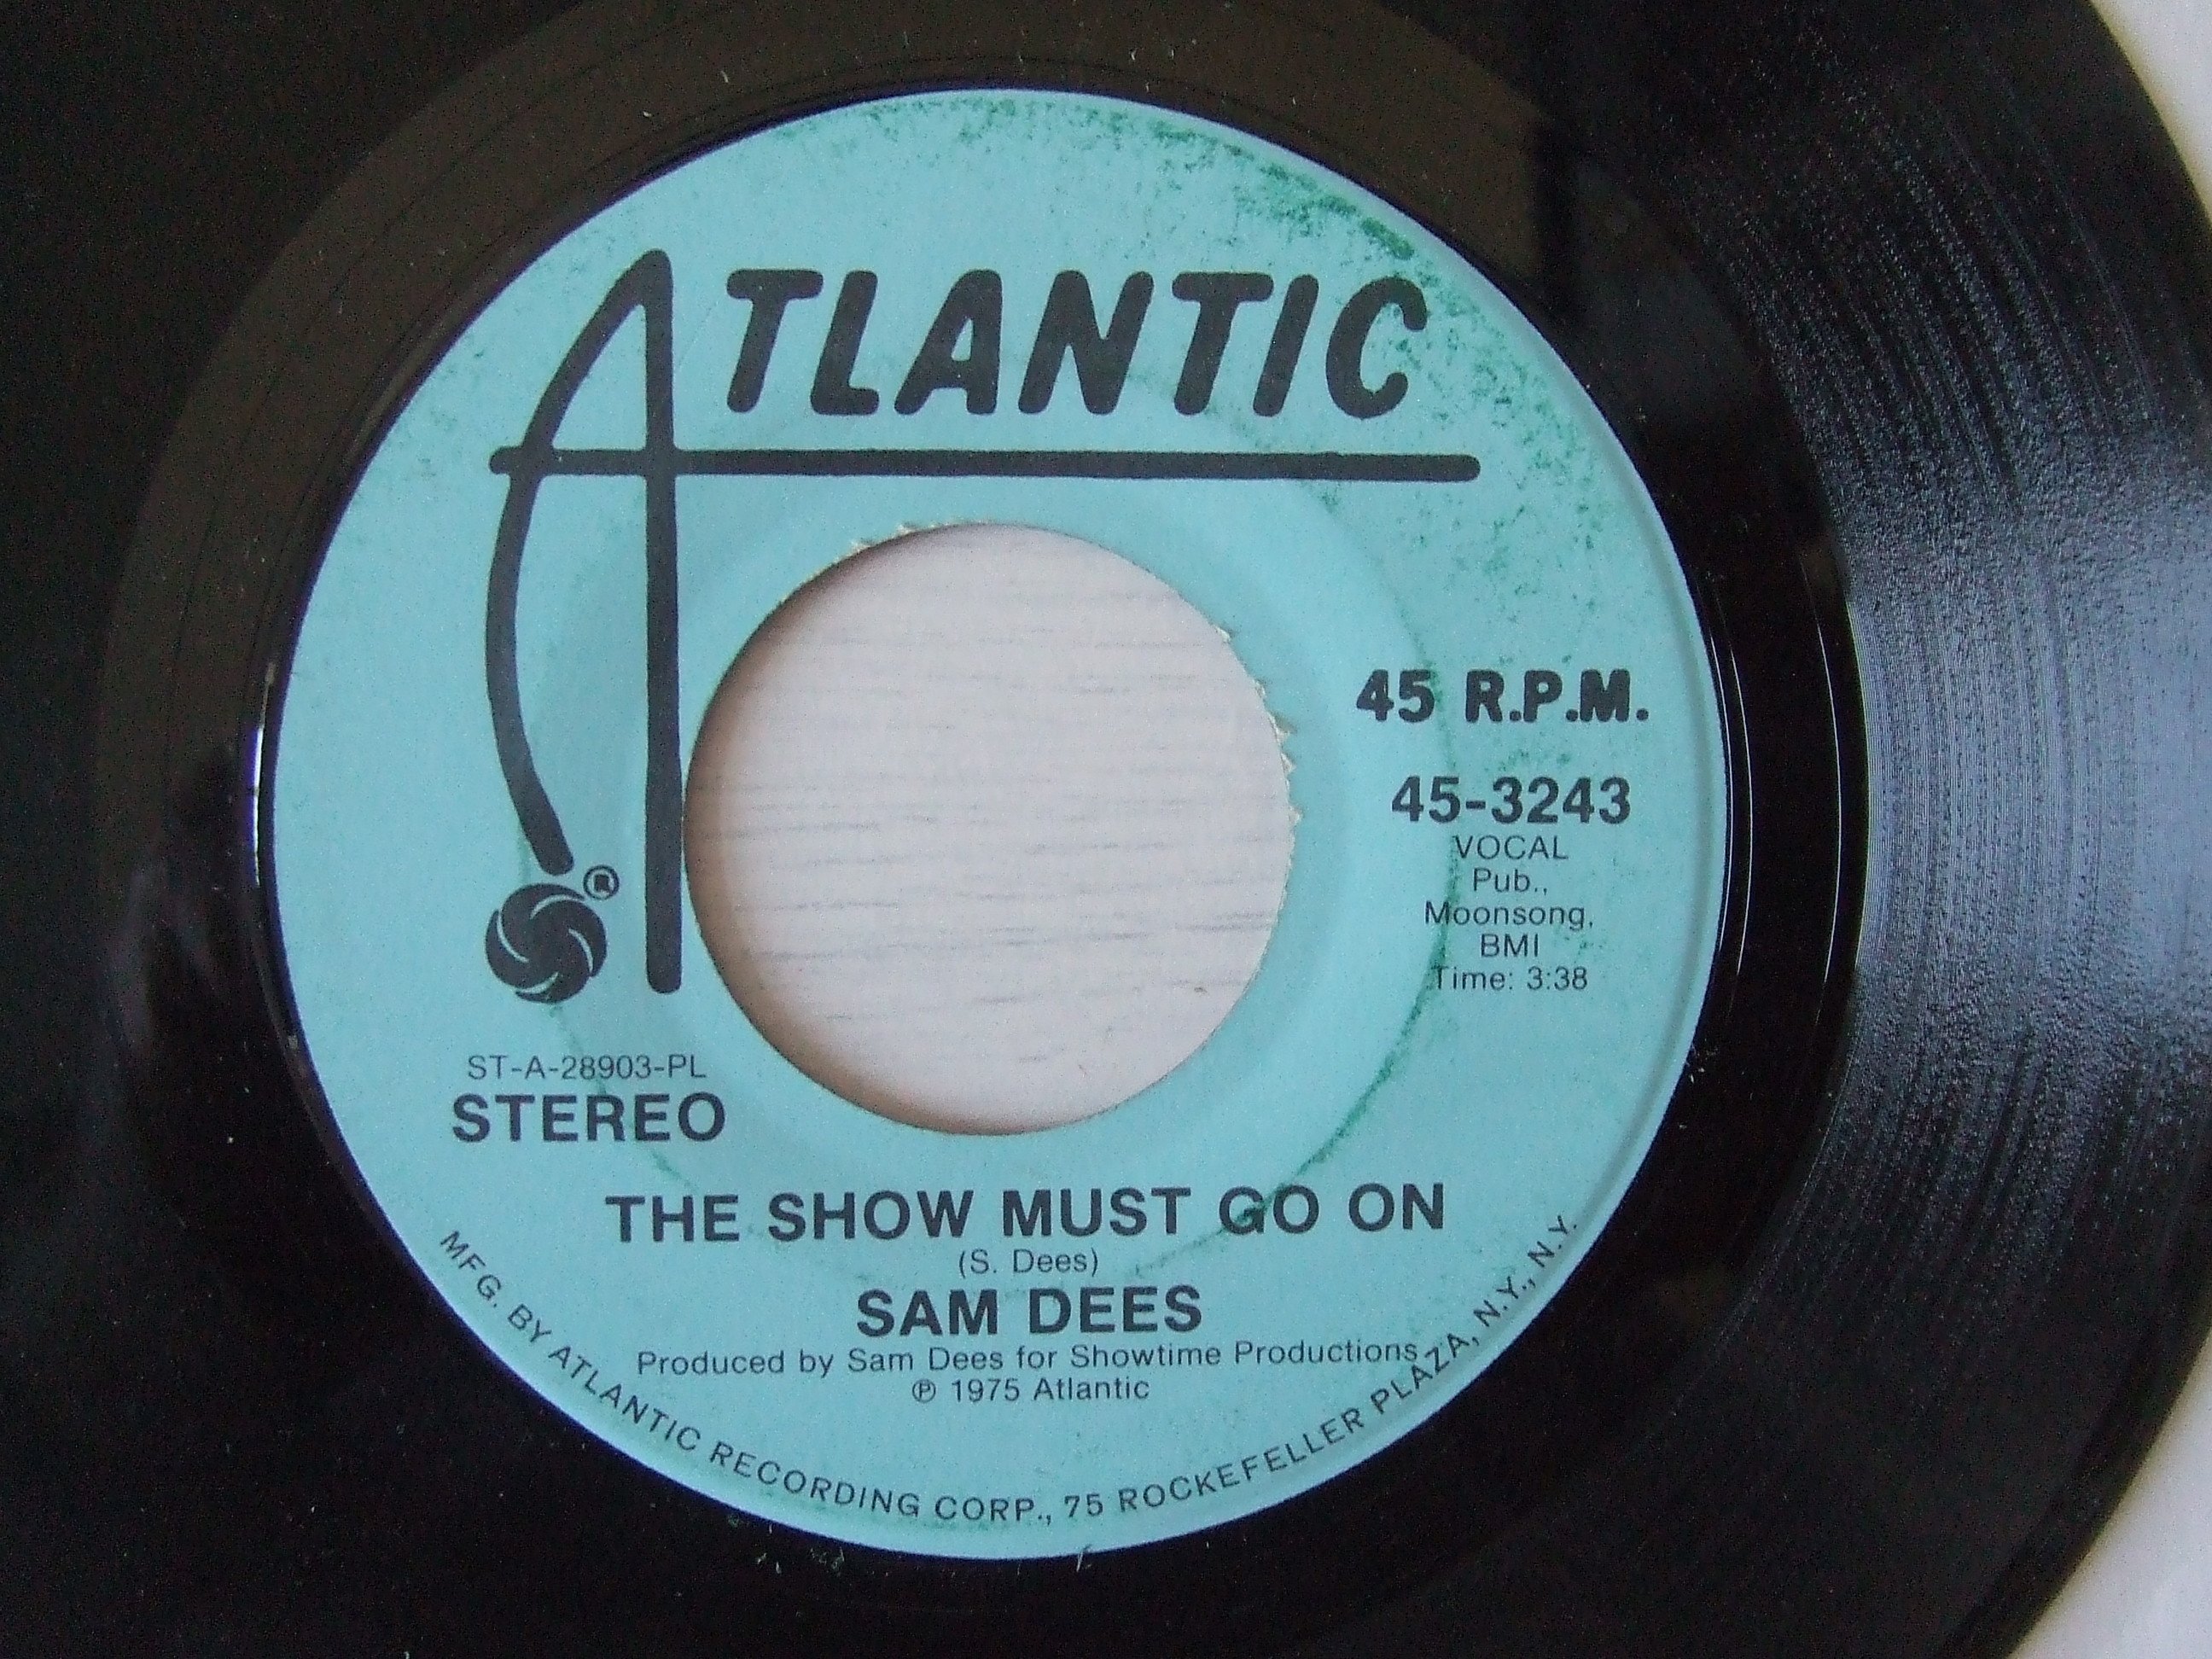 ATLANTIC
®
45 R.P.M.
45-3243
VOCAL
Pub.,
Moonsong,
BMI
Time: 3:38
ST-A-28903-PL
STEREO
THE SHOW MUST GO ON
(S. Dees)
SAM DEES
Produced by Sam Dees for Showtime Productions
℗ 1975 Atlantic
MFG. BY ATLANTIC RECORDING CORP., 75 ROCKEFELLER PLAZA, N.Y., N.Y.